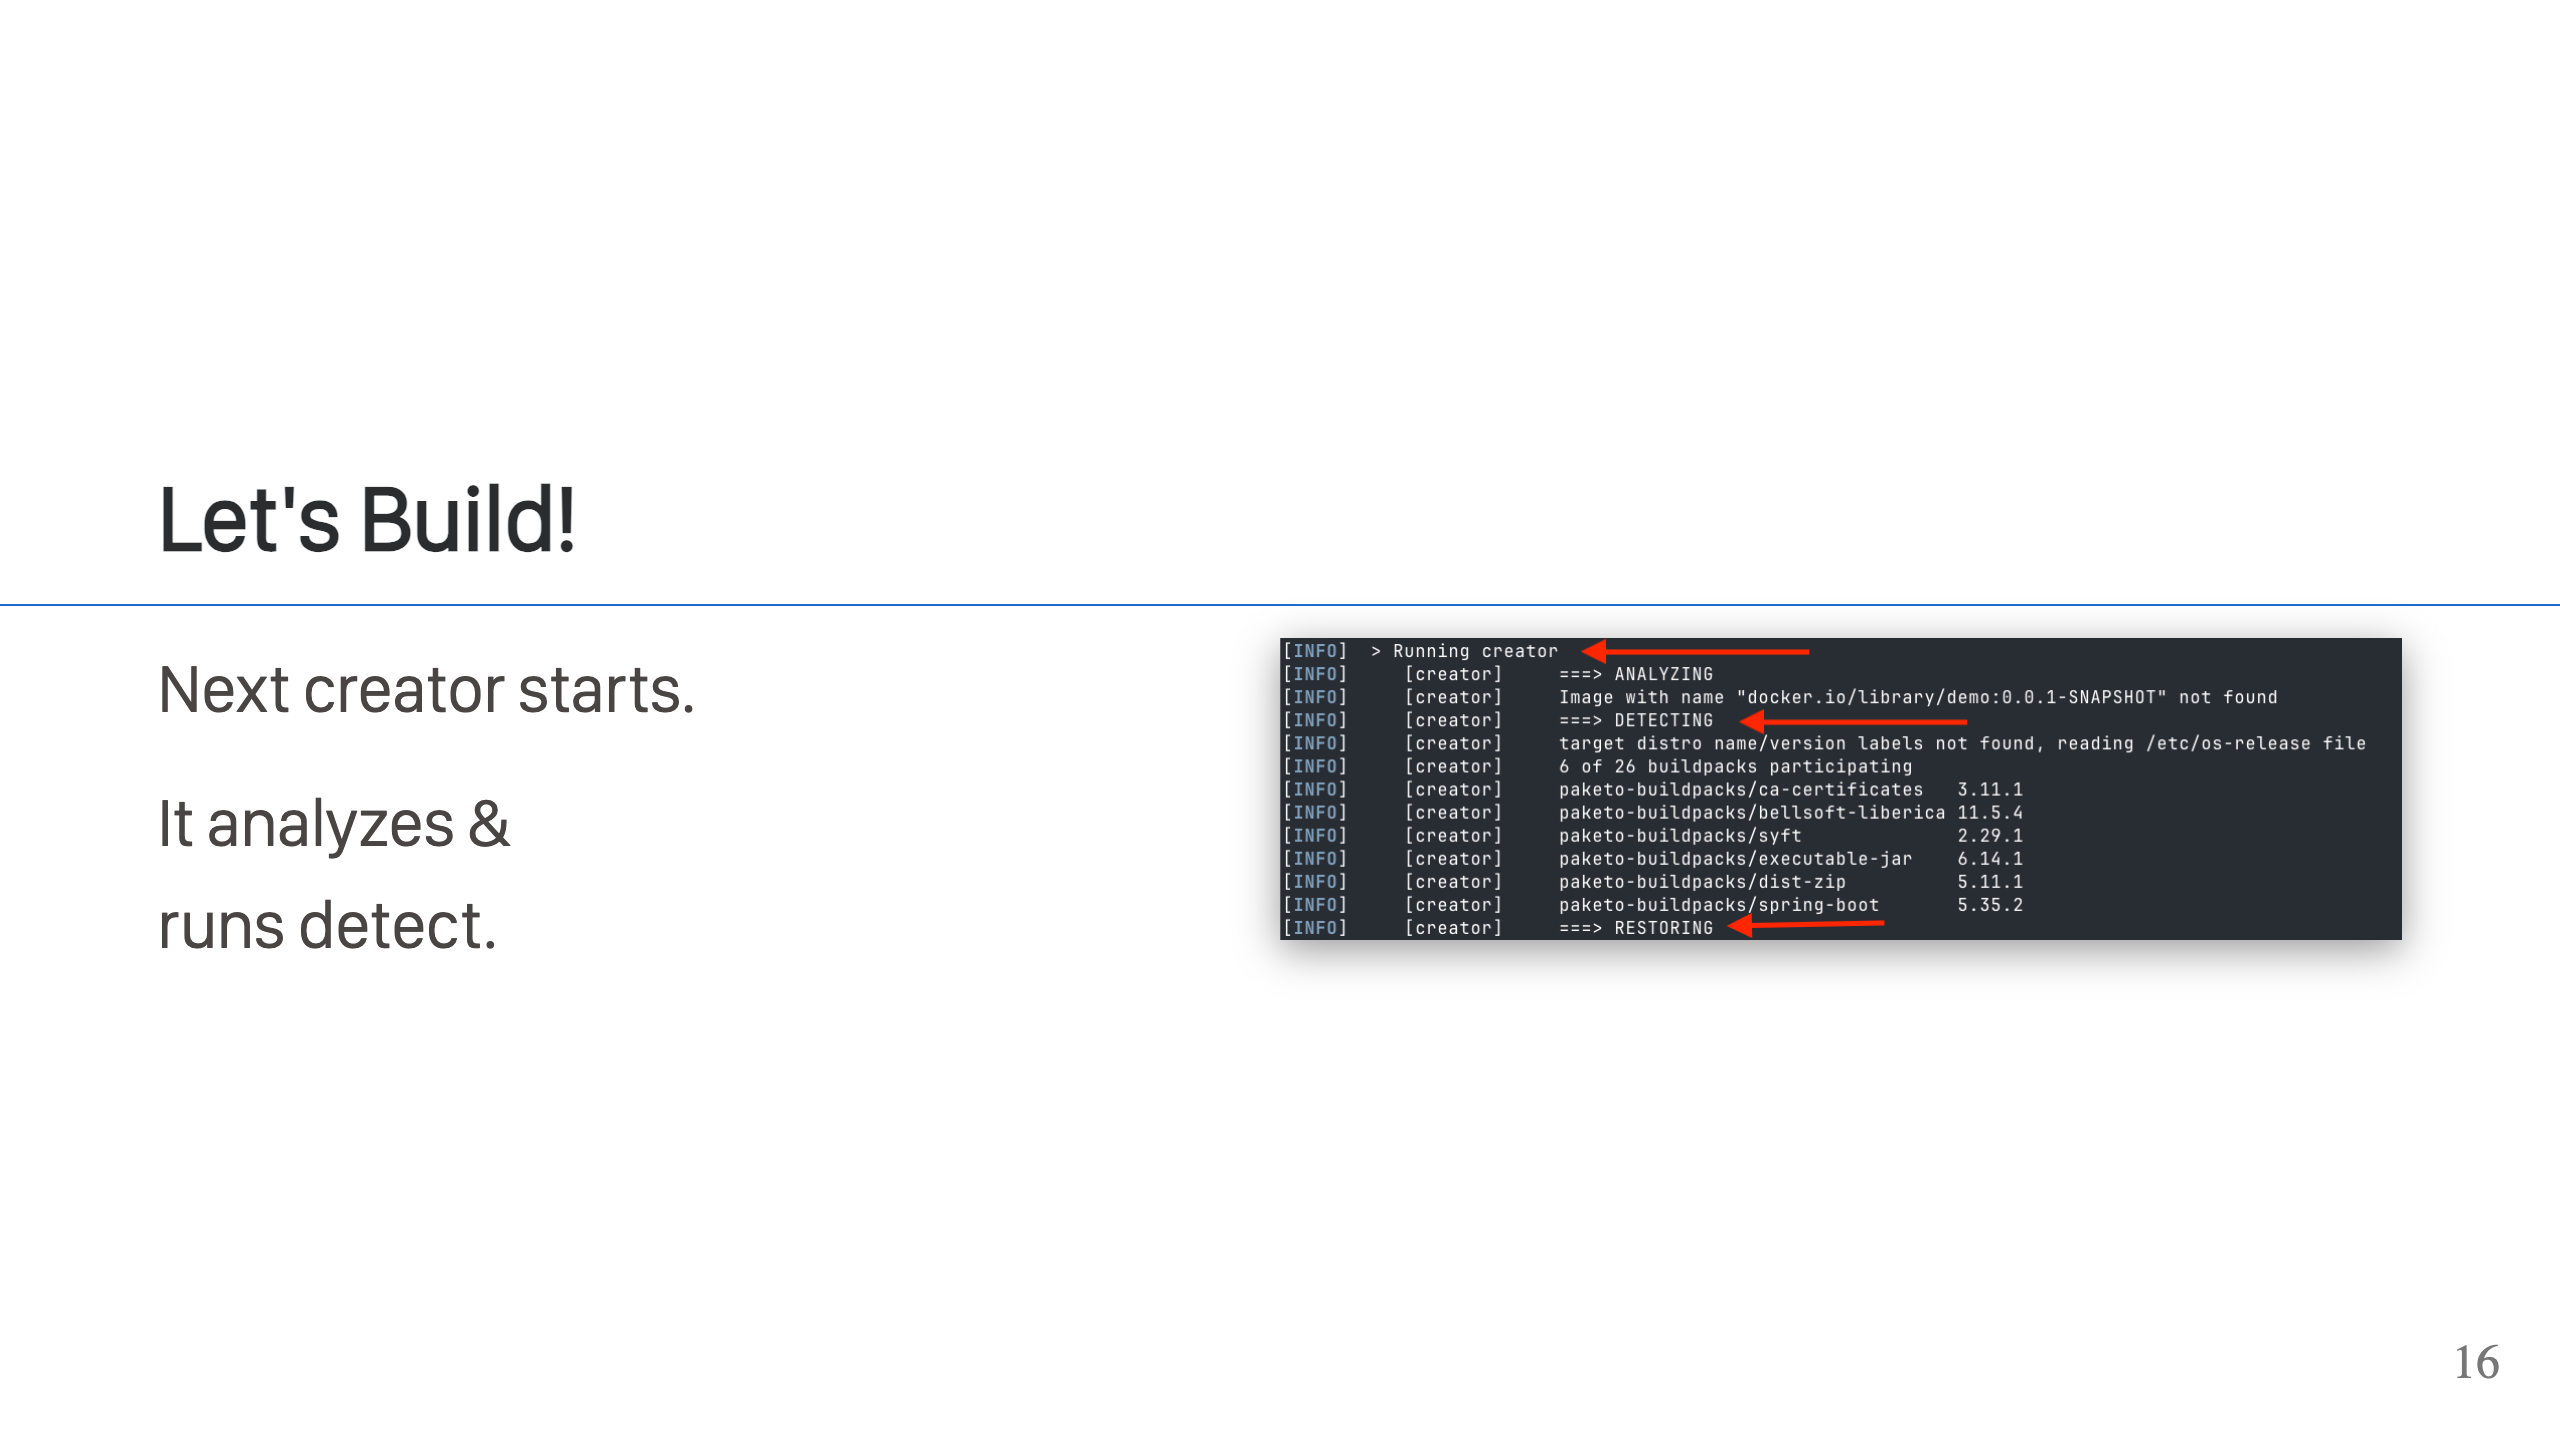 Let's Build!
Next creator starts.
It analyzes &
runs detect.
[INFO]  > Running creator
[INFO]     [creator]     ===> ANALYZING
[INFO]     [creator]     Image with name "docker.io/library/demo:0.0.1-SNAPSHOT" not found
[INFO]     [creator]     ===> DETECTING
[INFO]     [creator]     target distro name/version labels not found, reading /etc/os-release file
[INFO]     [creator]     6 of 26 buildpacks participating
[INFO]     [creator]     paketo-buildpacks/ca-certificates   3.11.1
[INFO]     [creator]     paketo-buildpacks/bellsoft-liberica 11.5.4
[INFO]     [creator]     paketo-buildpacks/syft              2.29.1
[INFO]     [creator]     paketo-buildpacks/executable-jar    6.14.1
[INFO]     [creator]     paketo-buildpacks/dist-zip          5.11.1
[INFO]     [creator]     paketo-buildpacks/spring-boot       5.35.2
[INFO]     [creator]     ===> RESTORING
16